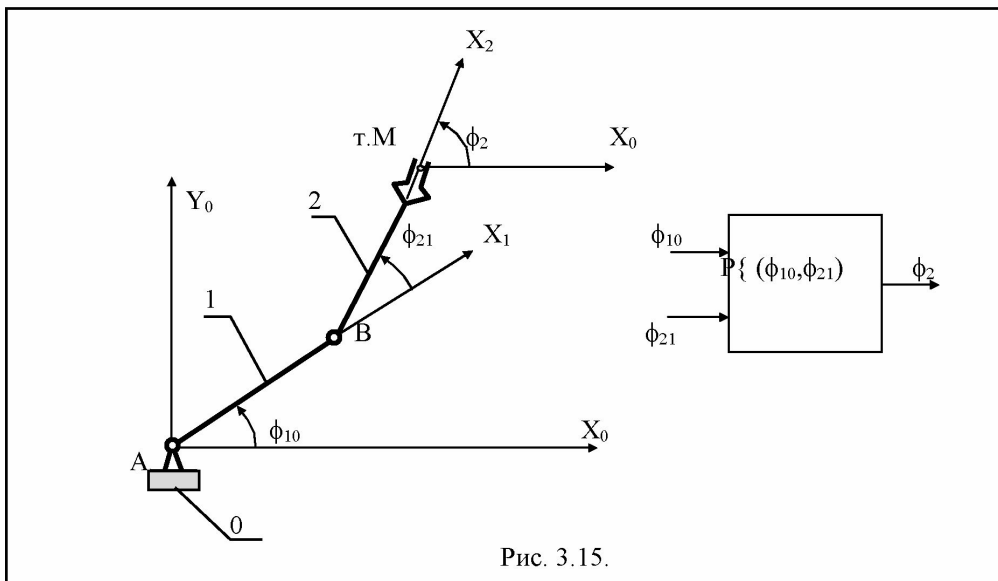 X₂
т.М
ϕ₂
X₀
Y₀
2
ϕ₂₁
X₁
ϕ₁₀
P{ (ϕ₁₀,ϕ₂₁)
ϕ₂
1
B
ϕ₂₁
ϕ₁₀
X₀
A
0
Рис. 3.15.